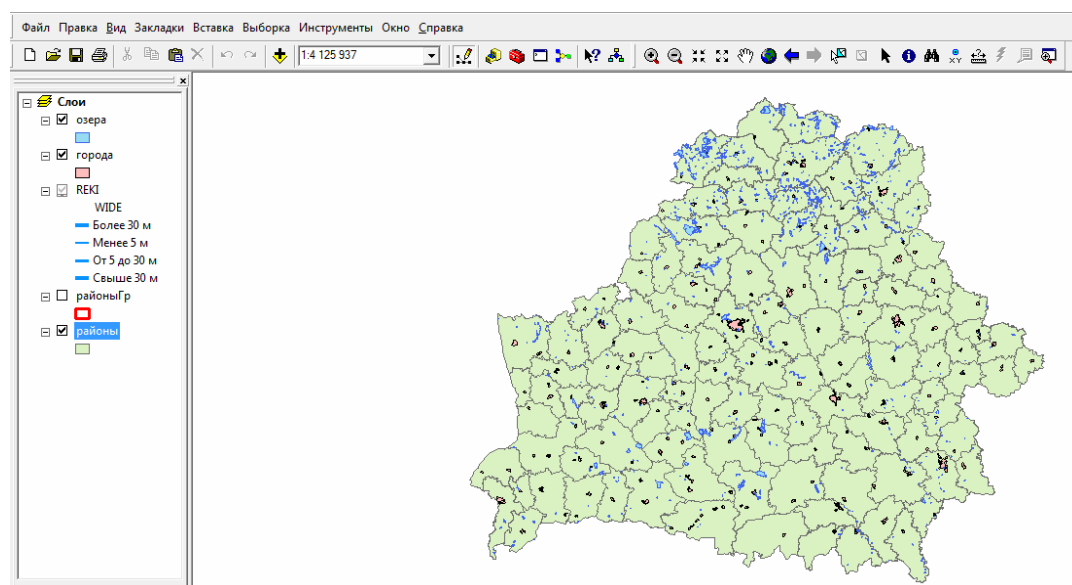 Файл Правка Вид Закладки Вставка Выборка Инструменты Окно Справка
1:4 125 937
Слои
озера
города
REKI
WIDE
Более 30 м
Менее 5 м
От 5 до 30 м
Свыше 30 м
районыГр
районы